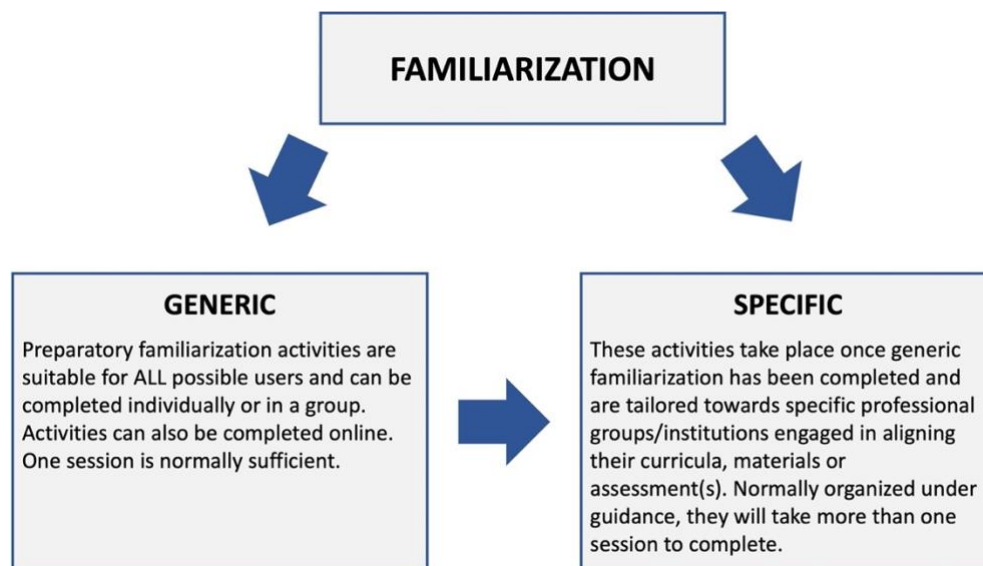 FAMILIARIZATION
GENERIC
Preparatory familiarization activities are
suitable for ALL possible users and can be
completed individually or in a group.
Activities can also be completed online.
One session is normally sufficient.
SPECIFIC
These activities take place once generic
familiarization has been completed and
are tailored towards specific professional
groups/institutions engaged in aligning
their curricula, materials or
assessment(s). Normally organized under
guidance, they will take more than one
session to complete.